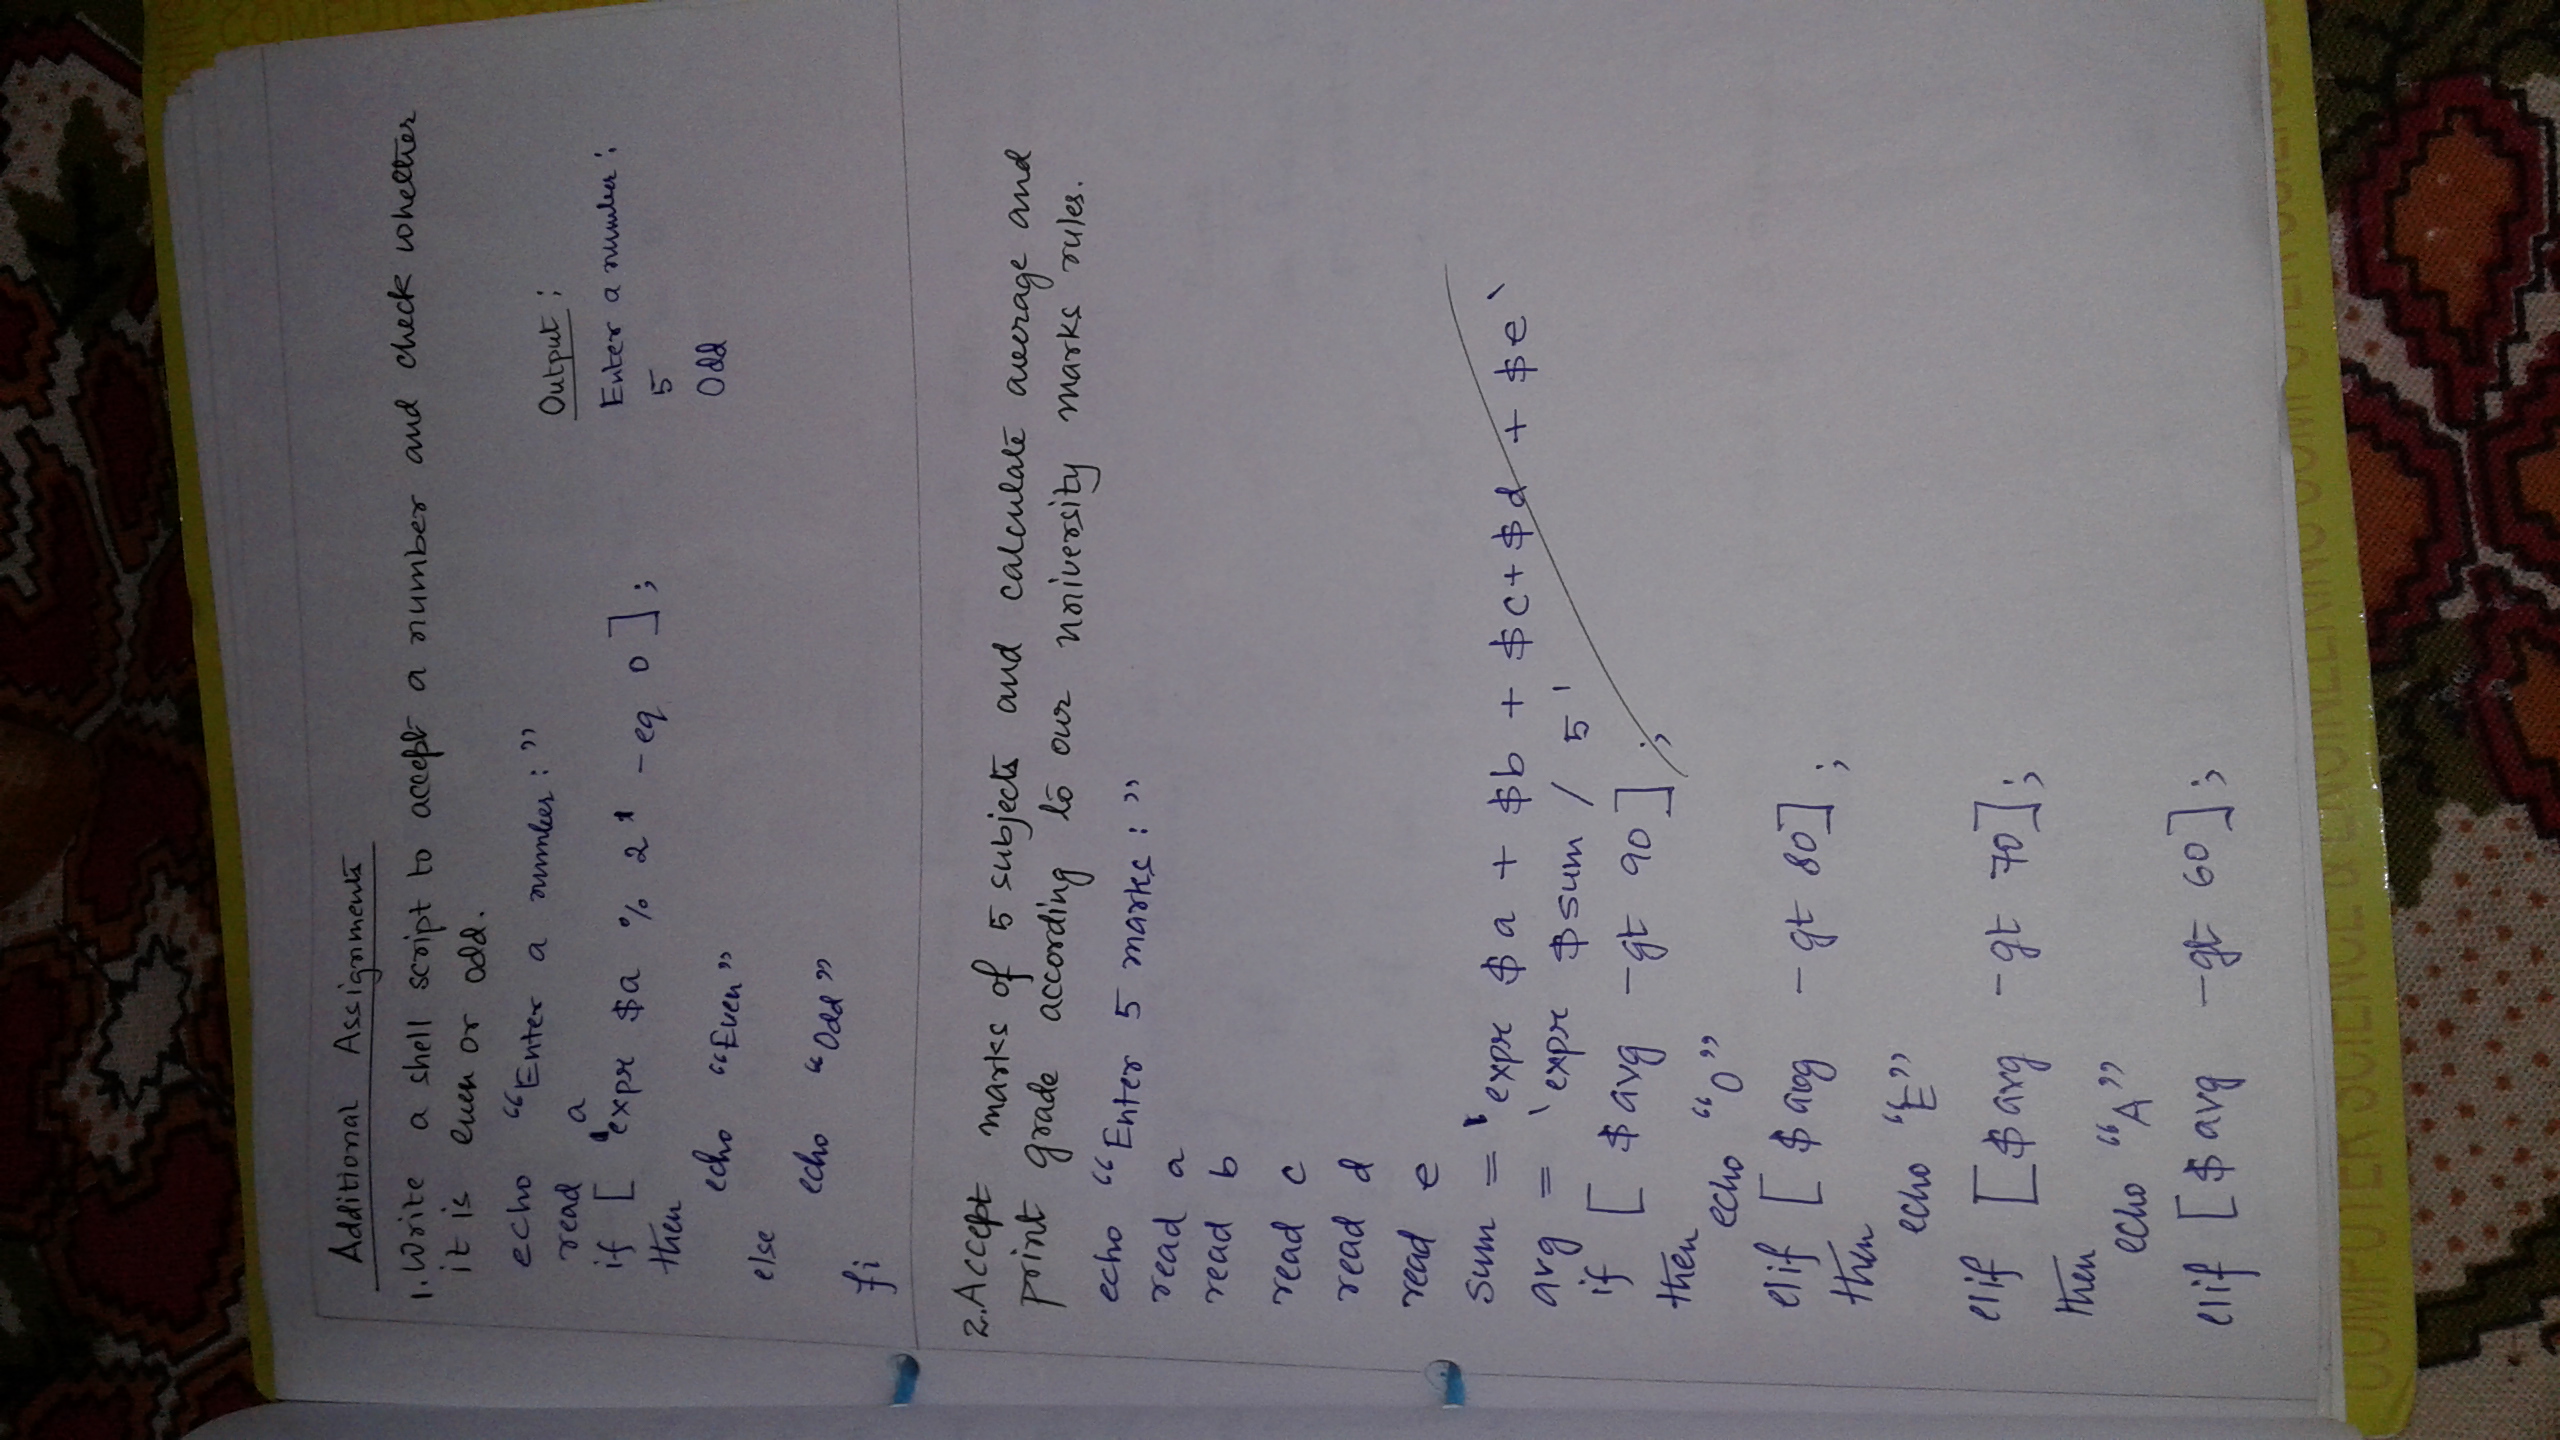 Additional Assignments
1. Write a shell script to accept a number and check whether
it is even or odd.
echo “Enter a number:”
read a
if [ 'expr $a % 2' -eq 0 ];
then
echo “Even”
else
echo “Odd”
fi
Output:
Enter a number:
5
Odd
2. Accept marks of 5 subjects and calculate average and
print grade according to our university marks rules.
echo “Enter 5 marks:”
read a
read b
read c
read d
read e
sum = 'expr $a + $b + $c + $d + $e`
avg = `expr $sum / 5'
if [ $avg -gt 90 ];
then
echo “O”
elif [ $avg -gt 80 ];
then
echo “E”
elif [ $avg -gt 70 ];
then
echo “A”
elif [ $avg -gt 60 ];
COMPUTER SCIENCE & ENGINEERING COMPUTER SCIENCE